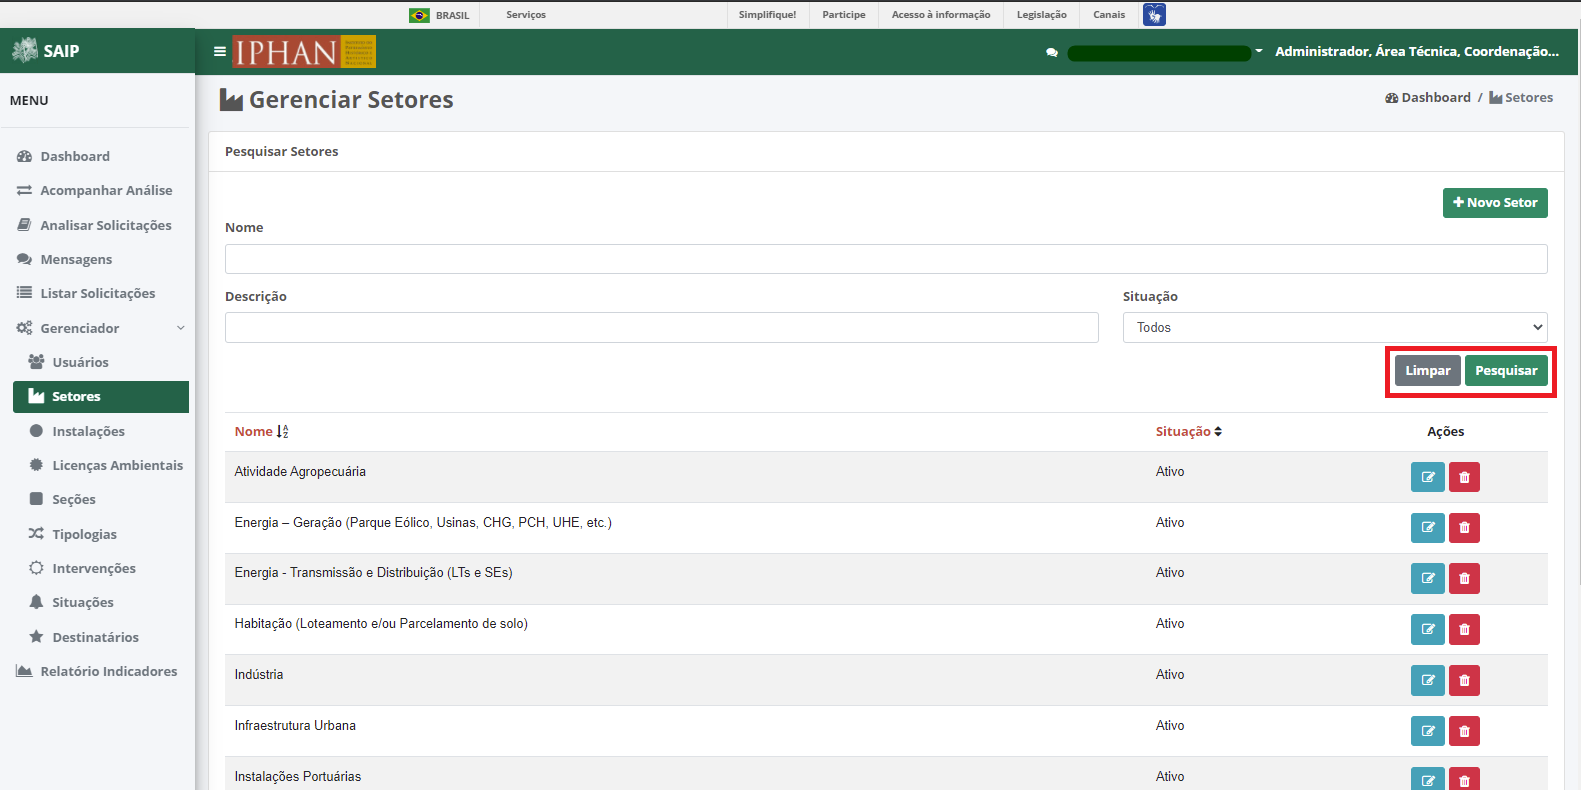 BRASIL Serviços Simplifique! Participe Acesso à informação Legislação Canais
SAIP
IPHAN
Administrador, Área Técnica, Coordenação...
MENU
Dashboard
Acompanhar Análise
Analisar Solicitações
Mensagens
Listar Solicitações
Gerenciador
Usuários
Setores
Instalações
Licenças Ambientais
Seções
Tipologias
Intervenções
Situações
Destinatários
Relatório Indicadores
Gerenciar Setores
Dashboard / Setores
Pesquisar Setores
Novo Setor
Nome
Descrição
Situação
Todos
Limpar Pesquisar
Nome Situação Ações
Atividade Agropecuária Ativo
Energia – Geração (Parque Eólico, Usinas, CHG, PCH, UHE, etc.) Ativo
Energia - Transmissão e Distribuição (LTs e SEs) Ativo
Habitação (Loteamento e/ou Parcelamento de solo) Ativo
Indústria Ativo
Infraestrutura Urbana Ativo
Instalações Portuárias Ativo